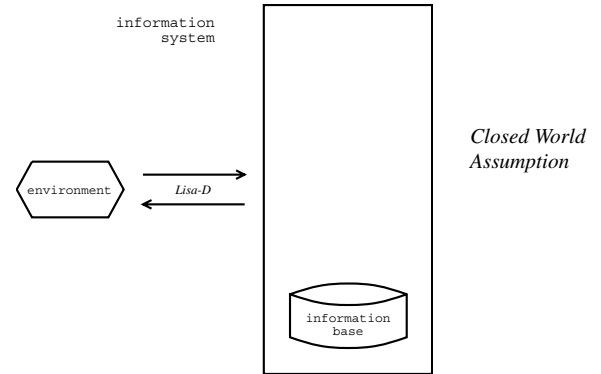 information
system
Closed World
Assumption
environment
Lisa-D
information
base